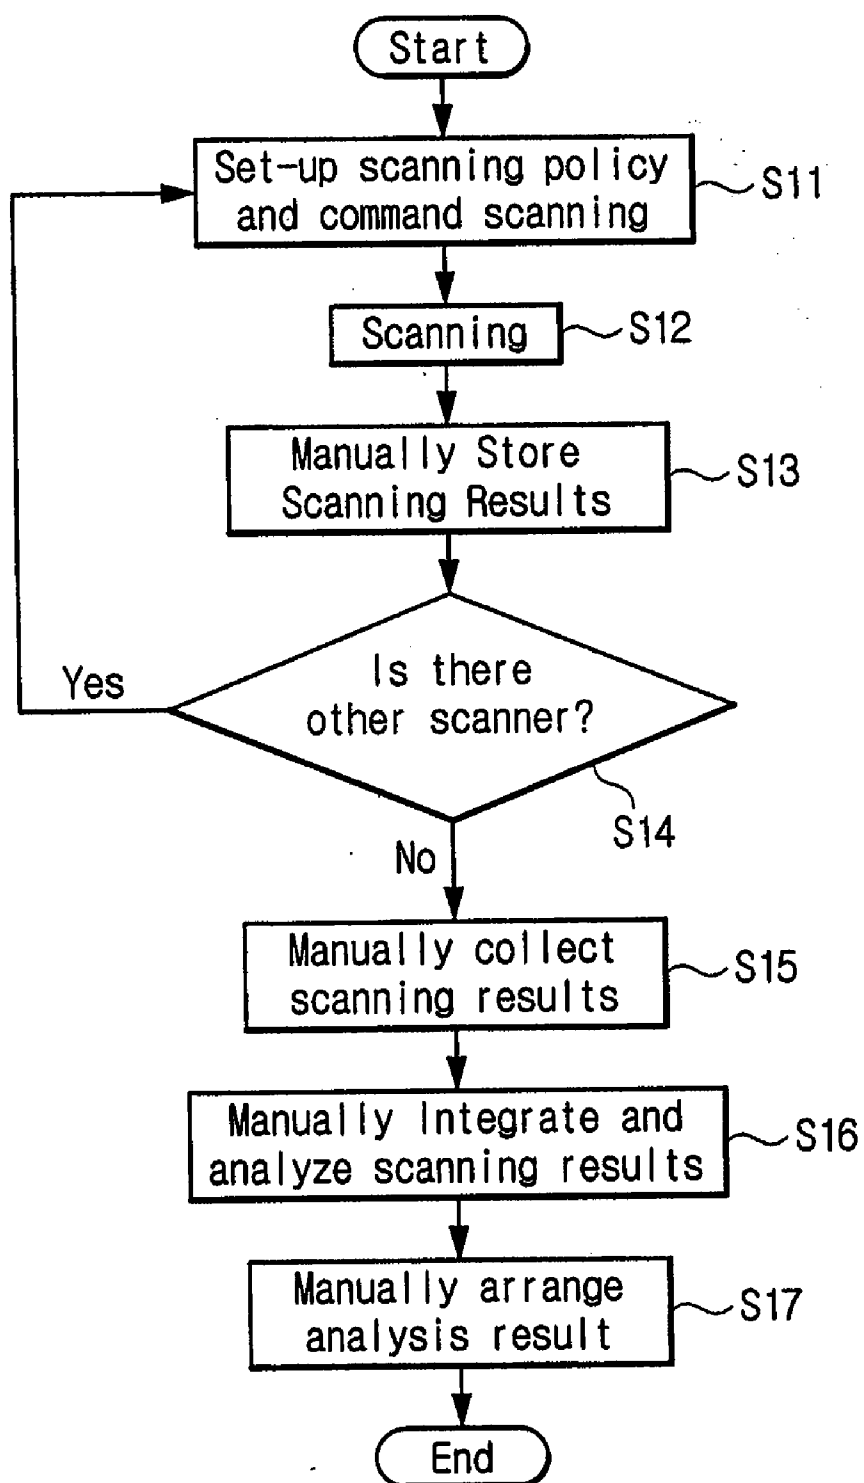 Start
Set-up scanning policy
and command scanning
S11
Scanning
S12
Manually Store
Scanning Results
S13
Is there
other scanner?
Yes
S14
No
Manually collect
scanning results
S15
Manually Integrate and
analyze scanning results
S16
Manually arrange
analysis result
S17
End